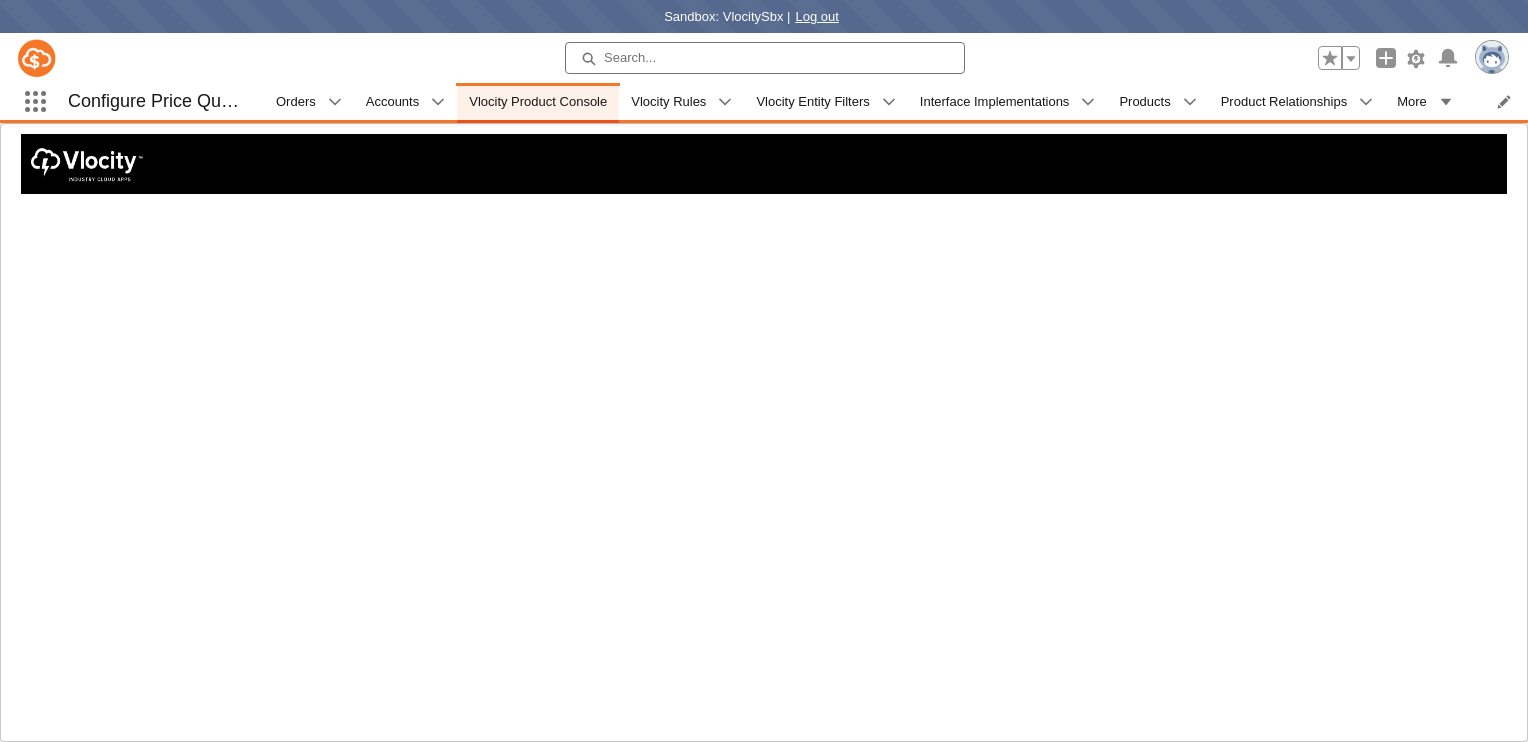 Sandbox: VlocitySbx | Log out
Search...
Configure Price Qu…
Orders
Accounts
Vlocity Product Console
Vlocity Rules
Vlocity Entity Filters
Interface Implementations
Products
Product Relationships
More
Vlocity™
INDUSTRY CLOUD APPS